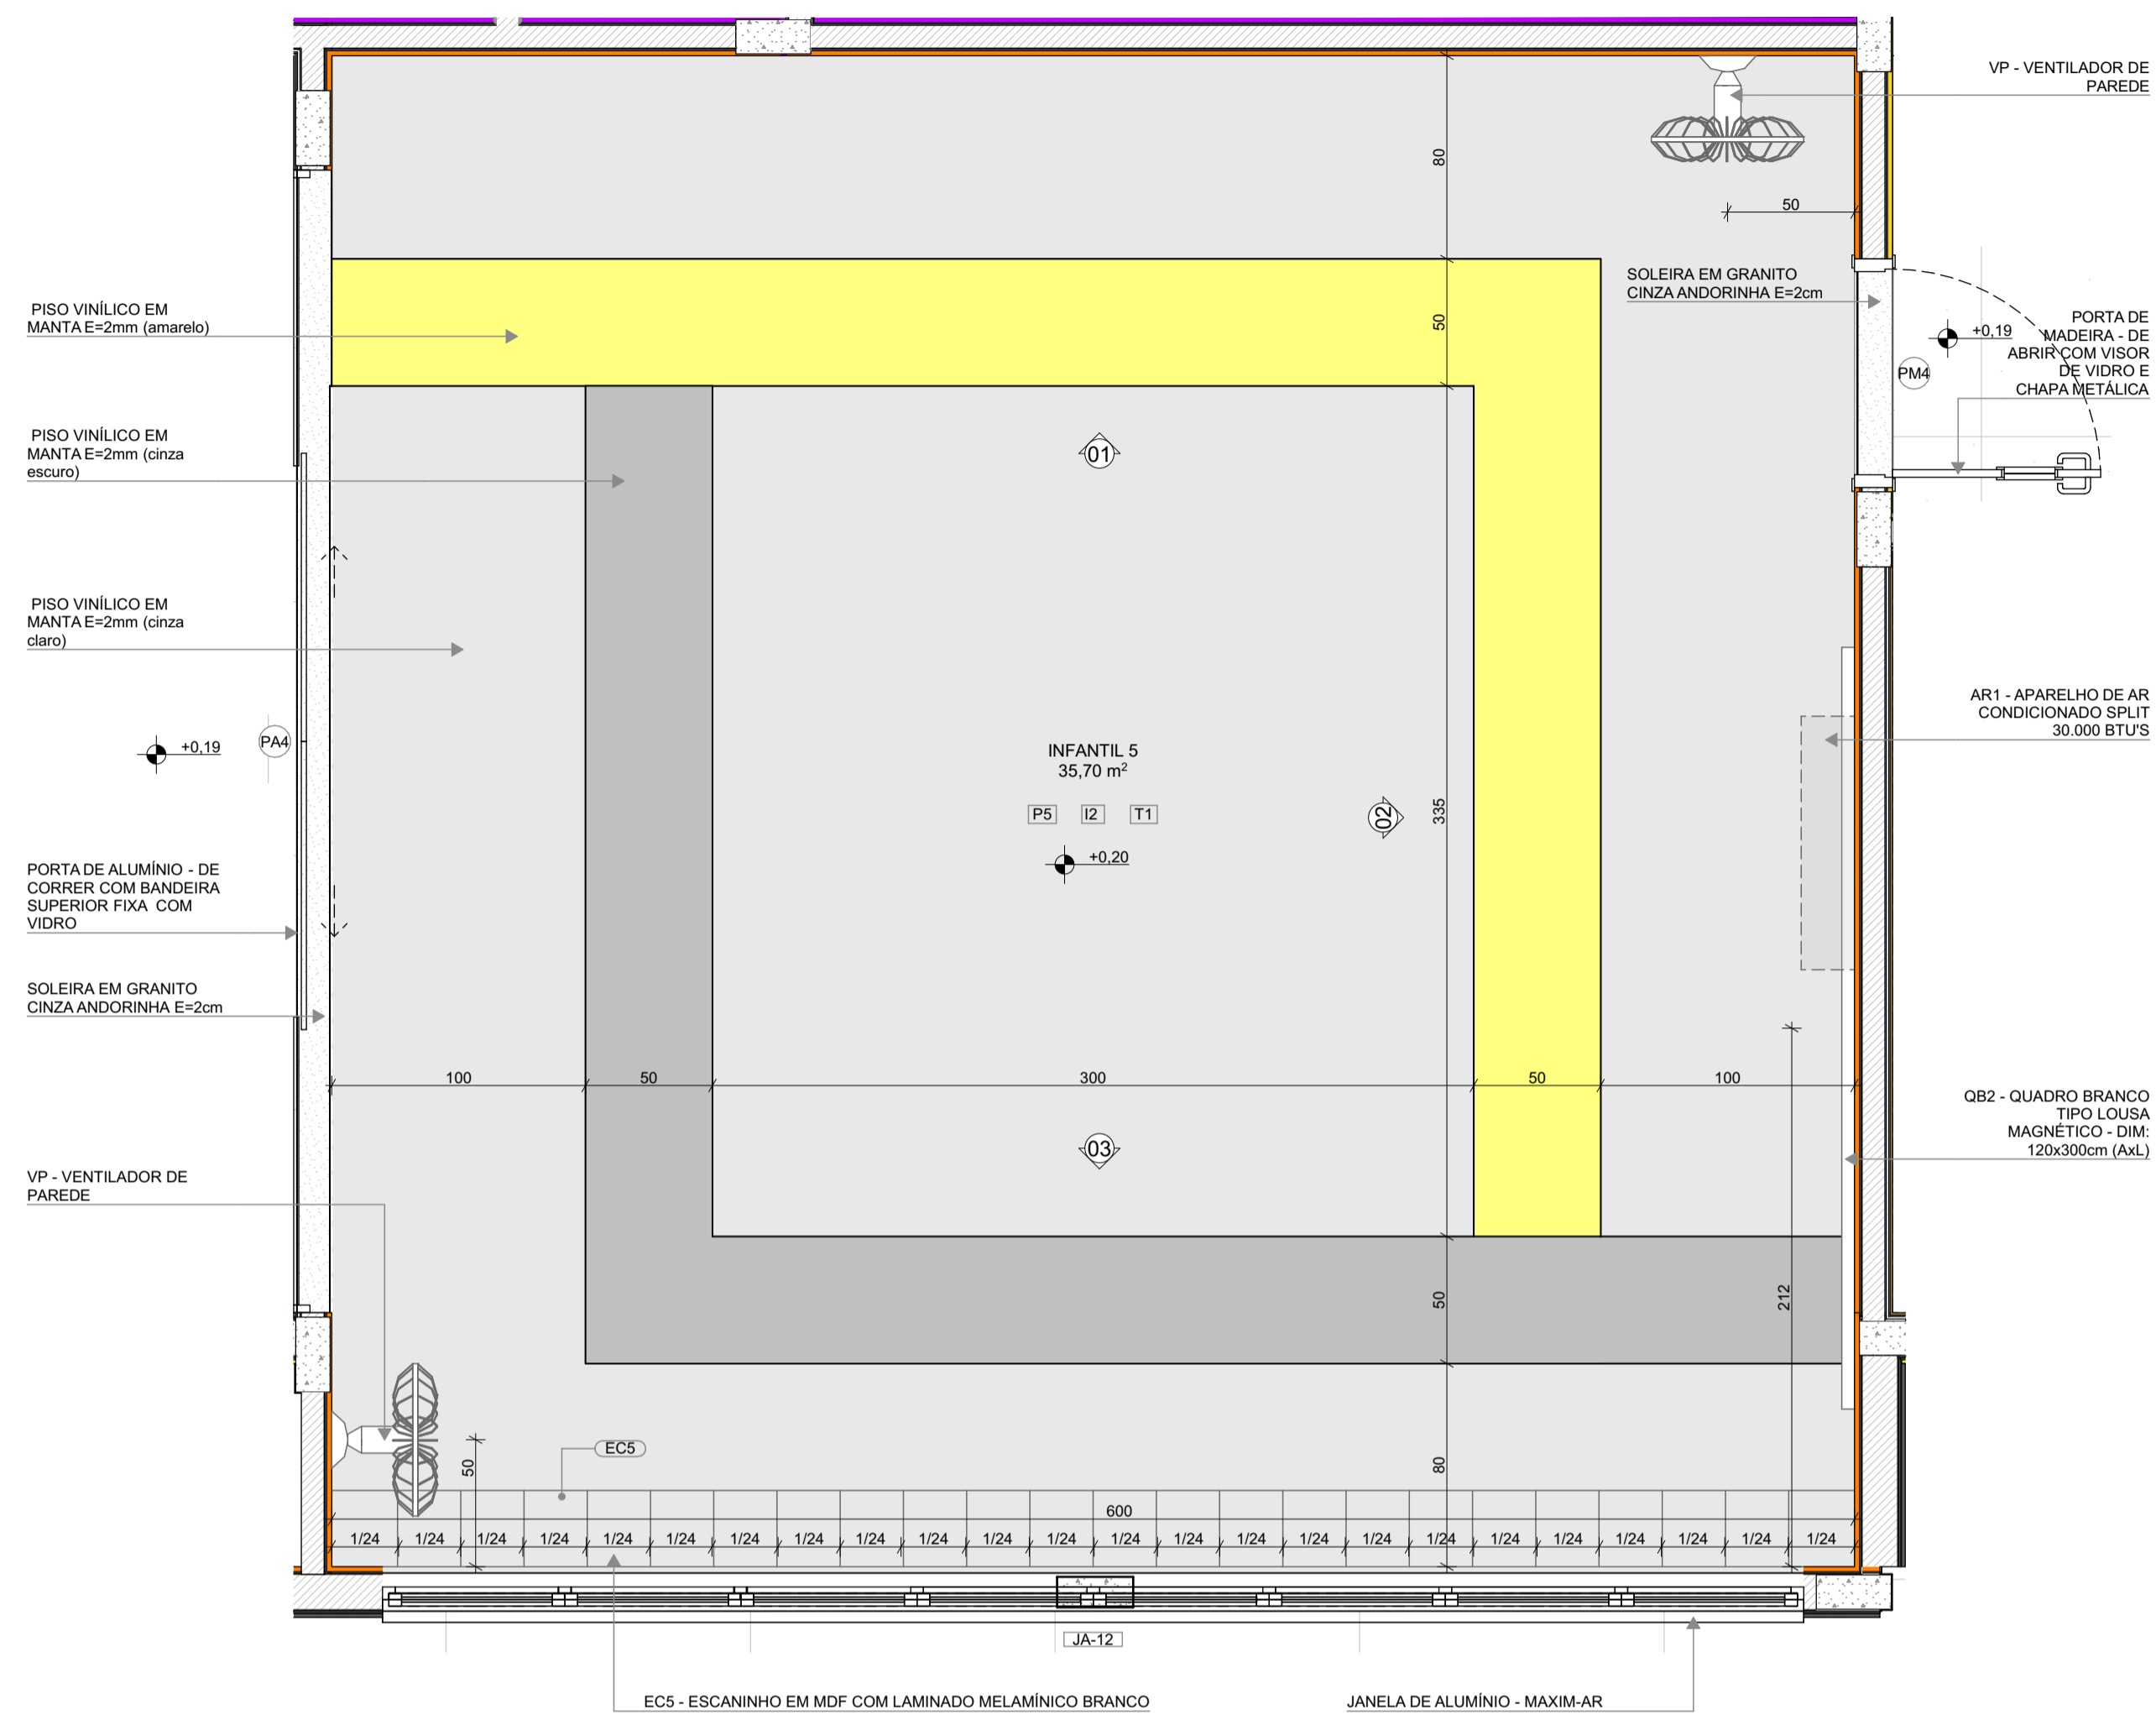 VP - VENTILADOR DE
PAREDE
80
50
SOLEIRA EM GRANITO
CINZA ANDORINHA E=2cm
PISO VINÍLICO EM
MANTA E=2mm (amarelo)
50
+0,19
PORTA DE
MADEIRA - DE
ABRIR COM VISOR
DE VIDRO E
CHAPA METÁLICA
PM4
PISO VINÍLICO EM
MANTA E=2mm (cinza
escuro)
01
PISO VINÍLICO EM
MANTA E=2mm (cinza
claro)
AR1 - APARELHO DE AR
CONDICIONADO SPLIT
30.000 BTU'S
+0,19
PA4
INFANTIL 5
35,70 m²
P5 I2 T1
02
335
+0,20
PORTA DE ALUMÍNIO - DE
CORRER COM BANDEIRA
SUPERIOR FIXA COM
VIDRO
SOLEIRA EM GRANITO
CINZA ANDORINHA E=2cm
100 50 300 50 100
QB2 - QUADRO BRANCO
TIPO LOUSA
MAGNÉTICO - DIM:
120x300cm (AxL)
03
VP - VENTILADOR DE
PAREDE
50
212
EC5
50
80
600
1/24 1/24 1/24 1/24 1/24 1/24 1/24 1/24 1/24 1/24 1/24 1/24 1/24 1/24 1/24 1/24 1/24 1/24 1/24 1/24 1/24 1/24 1/24 1/24
JA-12
EC5 - ESCANINHO EM MDF COM LAMINADO MELAMÍNICO BRANCO
JANELA DE ALUMÍNIO - MAXIM-AR